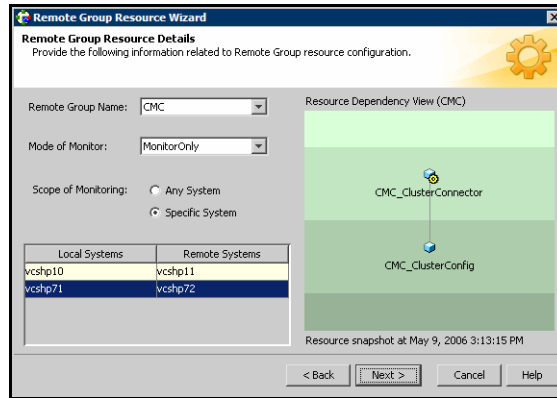 Remote Group Resource Wizard
Remote Group Resource Details
Provide the following information related to Remote Group resource configuration.
Remote Group Name: CMC
Mode of Monitor: MonitorOnly
Scope of Monitoring: Any System
Specific System
Local Systems Remote Systems
vcshp10 vcshp11
vcshp71 vcshp72
Resource Dependency View (CMC)
CMC_ClusterConnector
CMC_ClusterConfig
Resource snapshot at May 9, 2006 3:13:15 PM
< Back Next > Cancel Help